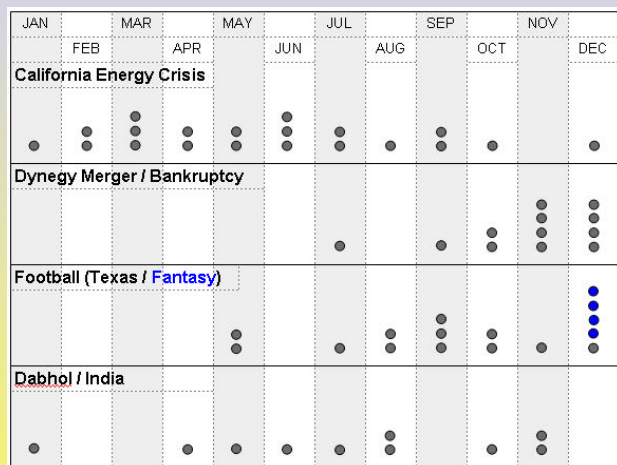 JAN MAR MAY JUL SEP NOV
FEB APR JUN AUG OCT DEC
California Energy Crisis
Dynegy Merger / Bankruptcy
Football (Texas / Fantasy)
Dabhol / India